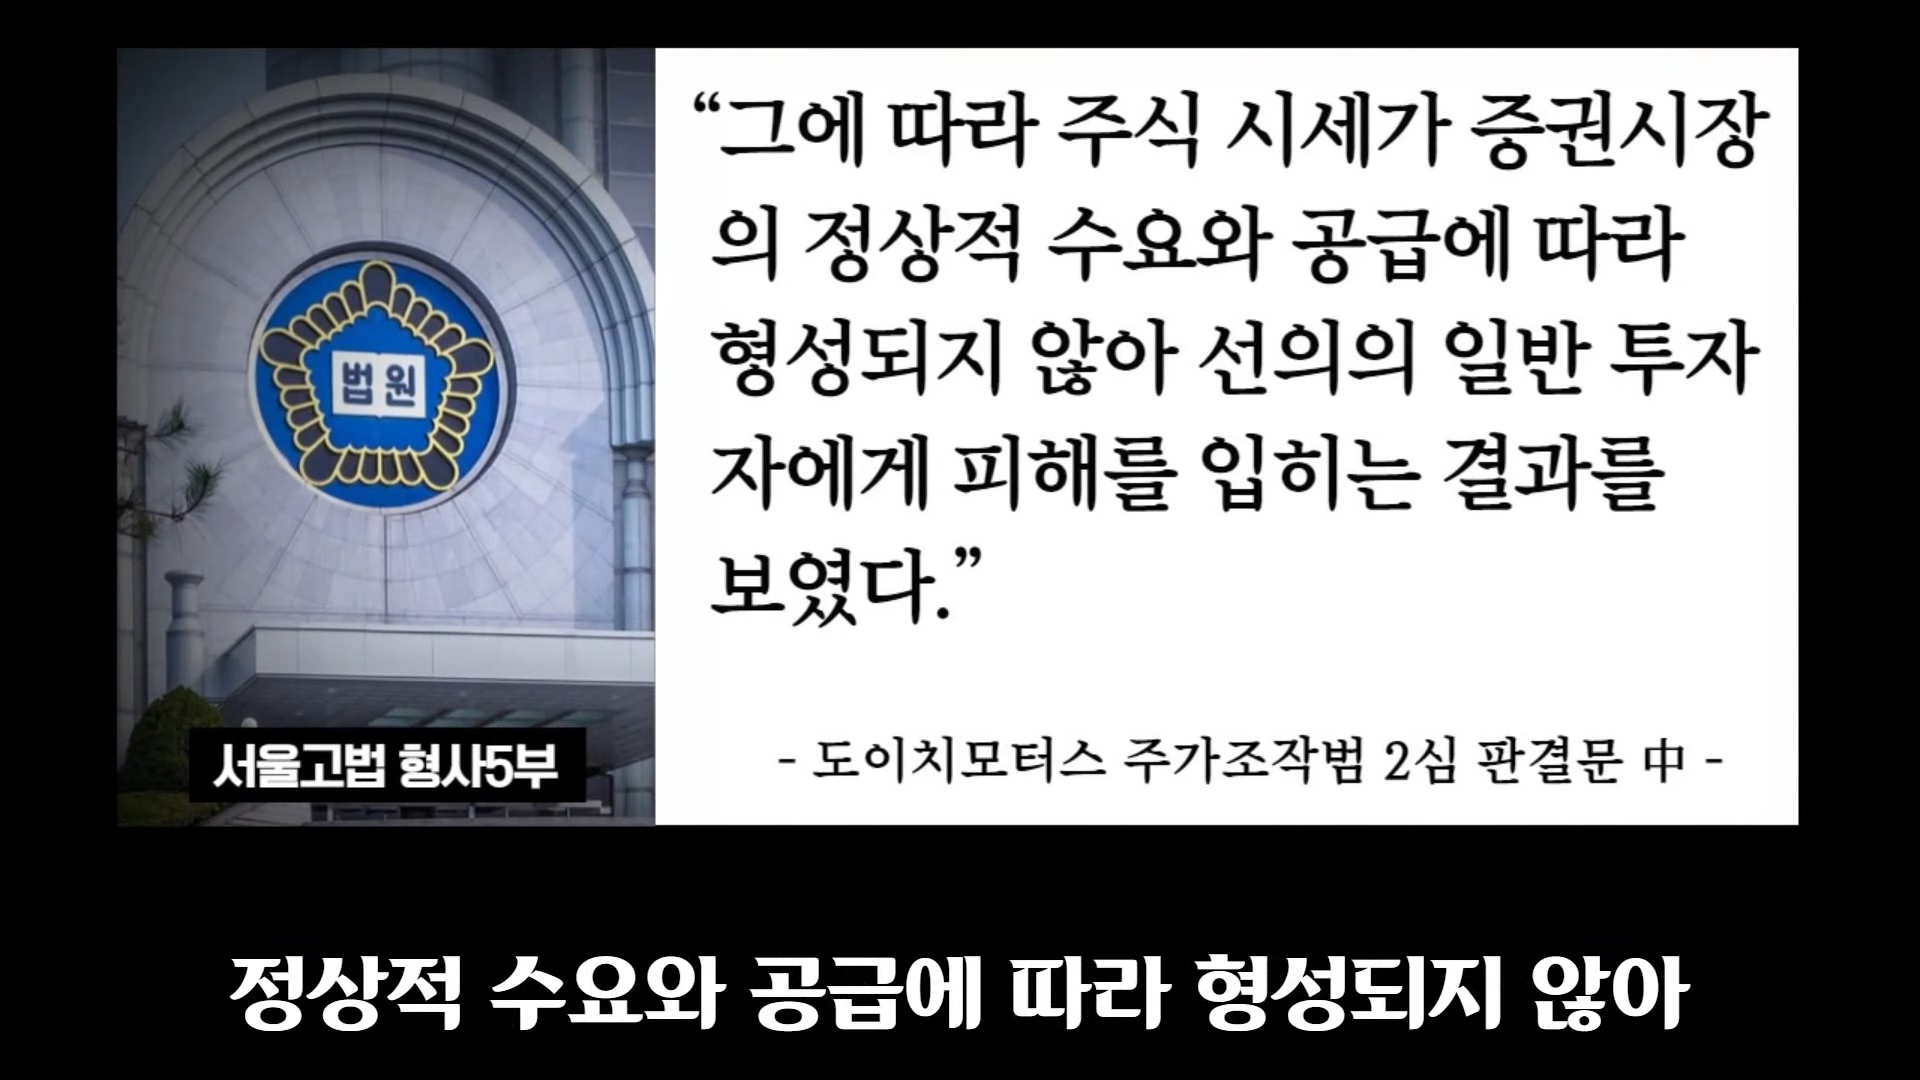 법원
서울고법 형사5부
“그에 따라 주식 시세가 증권시장
의 정상적 수요와 공급에 따라
형성되지 않아 선의의 일반 투자
자에게 피해를 입히는 결과를
보였다.”
- 도이치모터스 주가조작범 2심 판결문 中 -
정상적 수요와 공급에 따라 형성되지 않아